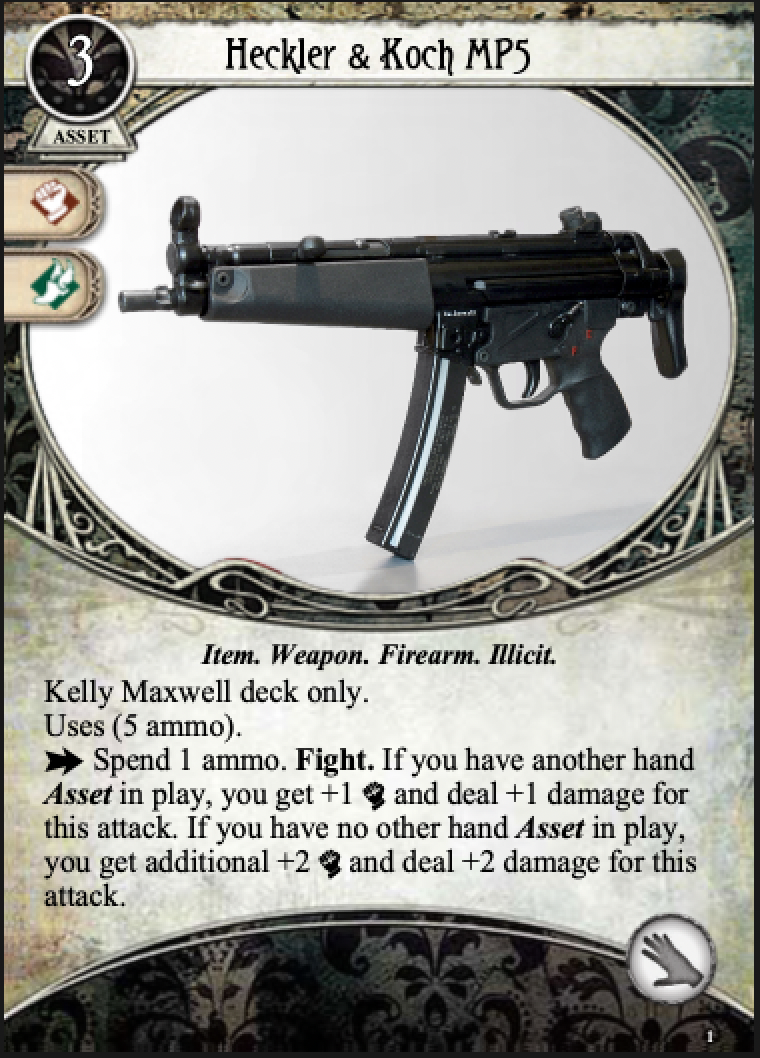 3
Heckler & Koch MP5
ASSET
Item. Weapon. Firearm. Illicit.
Kelly Maxwell deck only.
Uses (5 ammo).
Spend 1 ammo. Fight. If you have another hand
Asset in play, you get +1 and deal +1 damage for
this attack. If you have no other hand Asset in play,
you get additional +2 and deal +2 damage for this
attack.
1